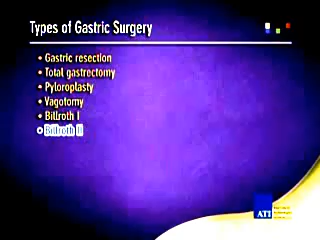 Types of Gastric Surgery
• Gastric resection
• Total gastrectomy
• Pyloroplasty
• Vagotomy
• Billroth I
• Billroth II
ATI